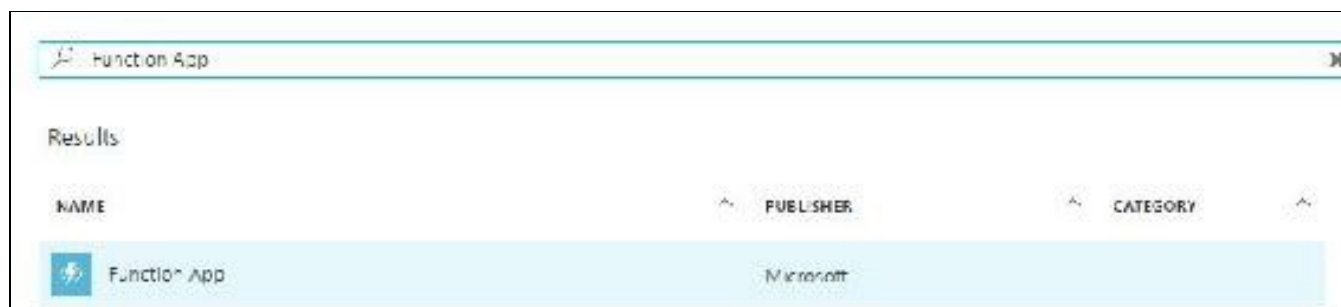 Function App
Results
NAME PUBLISHER CATEGORY
Function App Microsoft